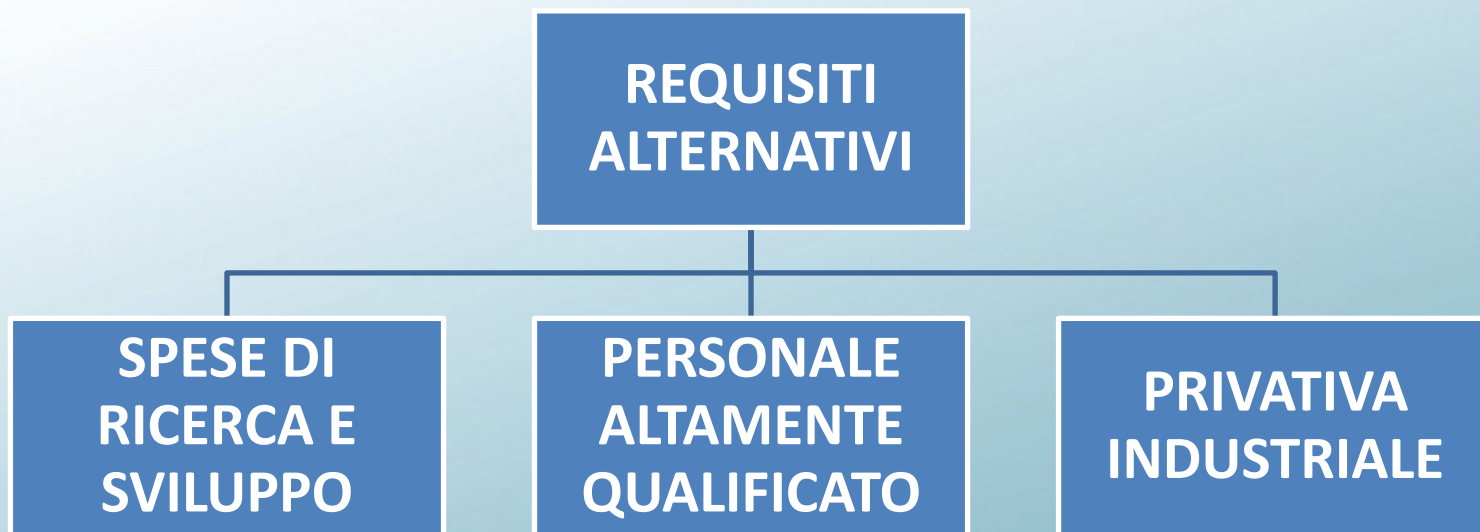 REQUISITI
ALTERNATIVI
SPESE DI
RICERCA E
SVILUPPO
PERSONALE
ALTAMENTE
QUALIFICATO
PRIVATIVA
INDUSTRIALE